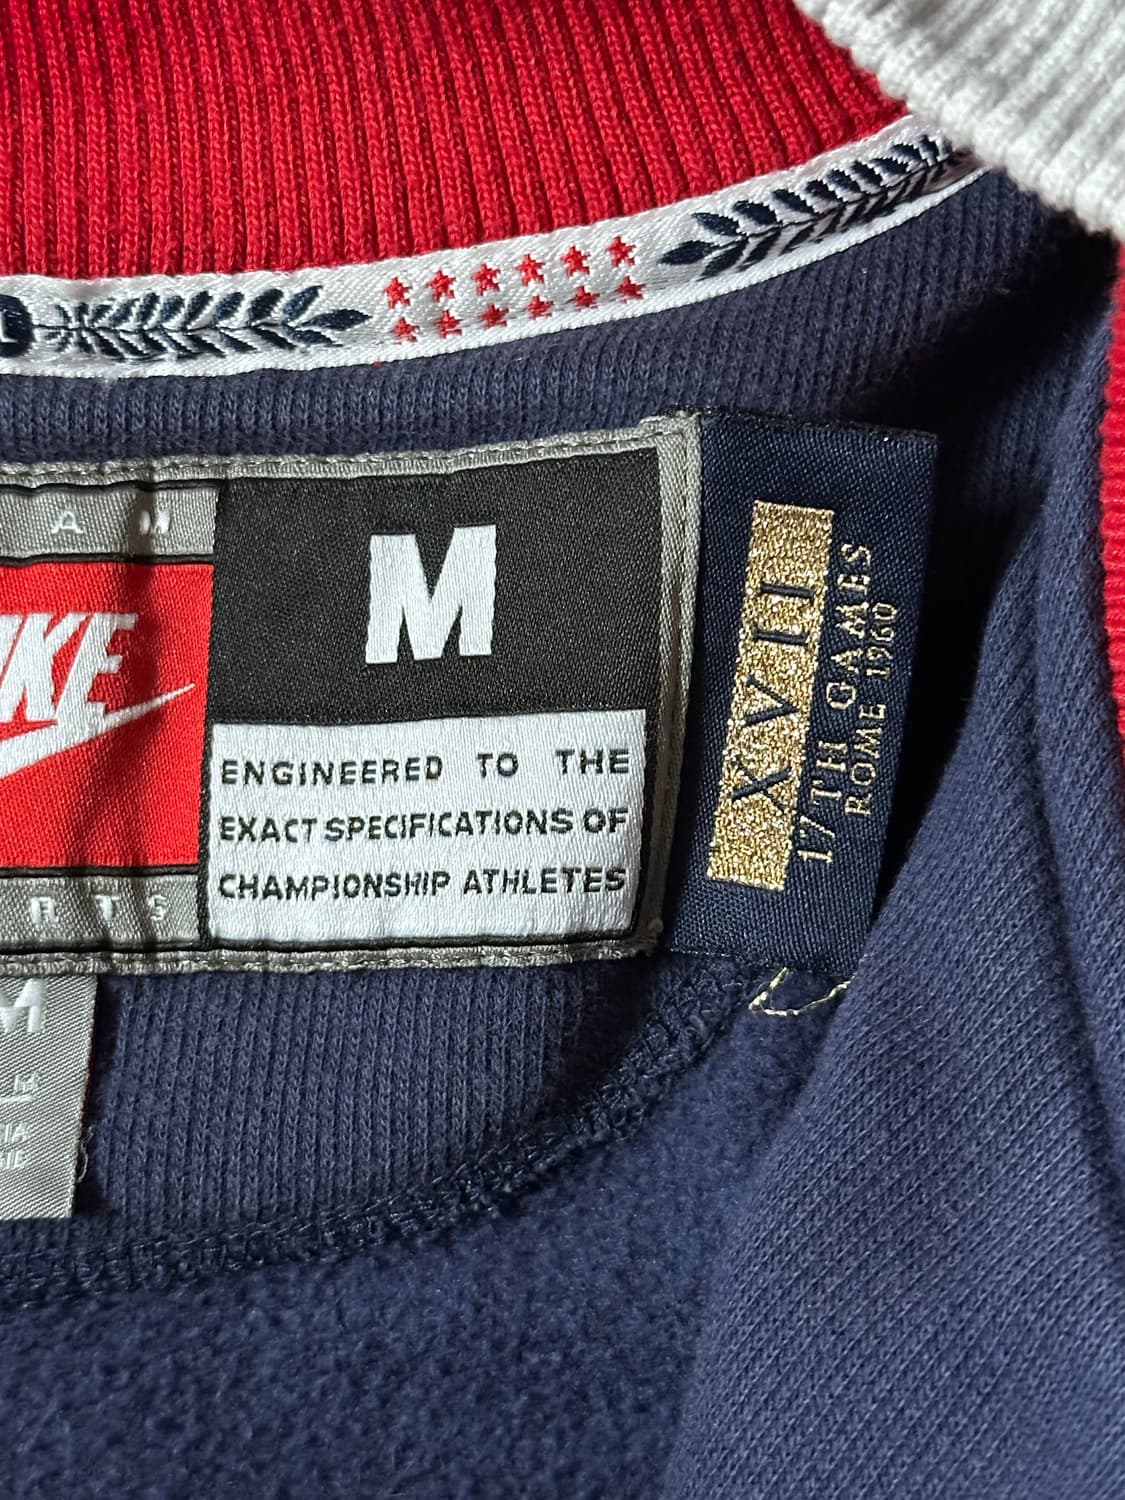 M
ENGINEERED TO THE
EXACT SPECIFICATIONS OF
CHAMPIONSHIP ATHLETES
XVII
17TH GAMES
ROME 1960
M